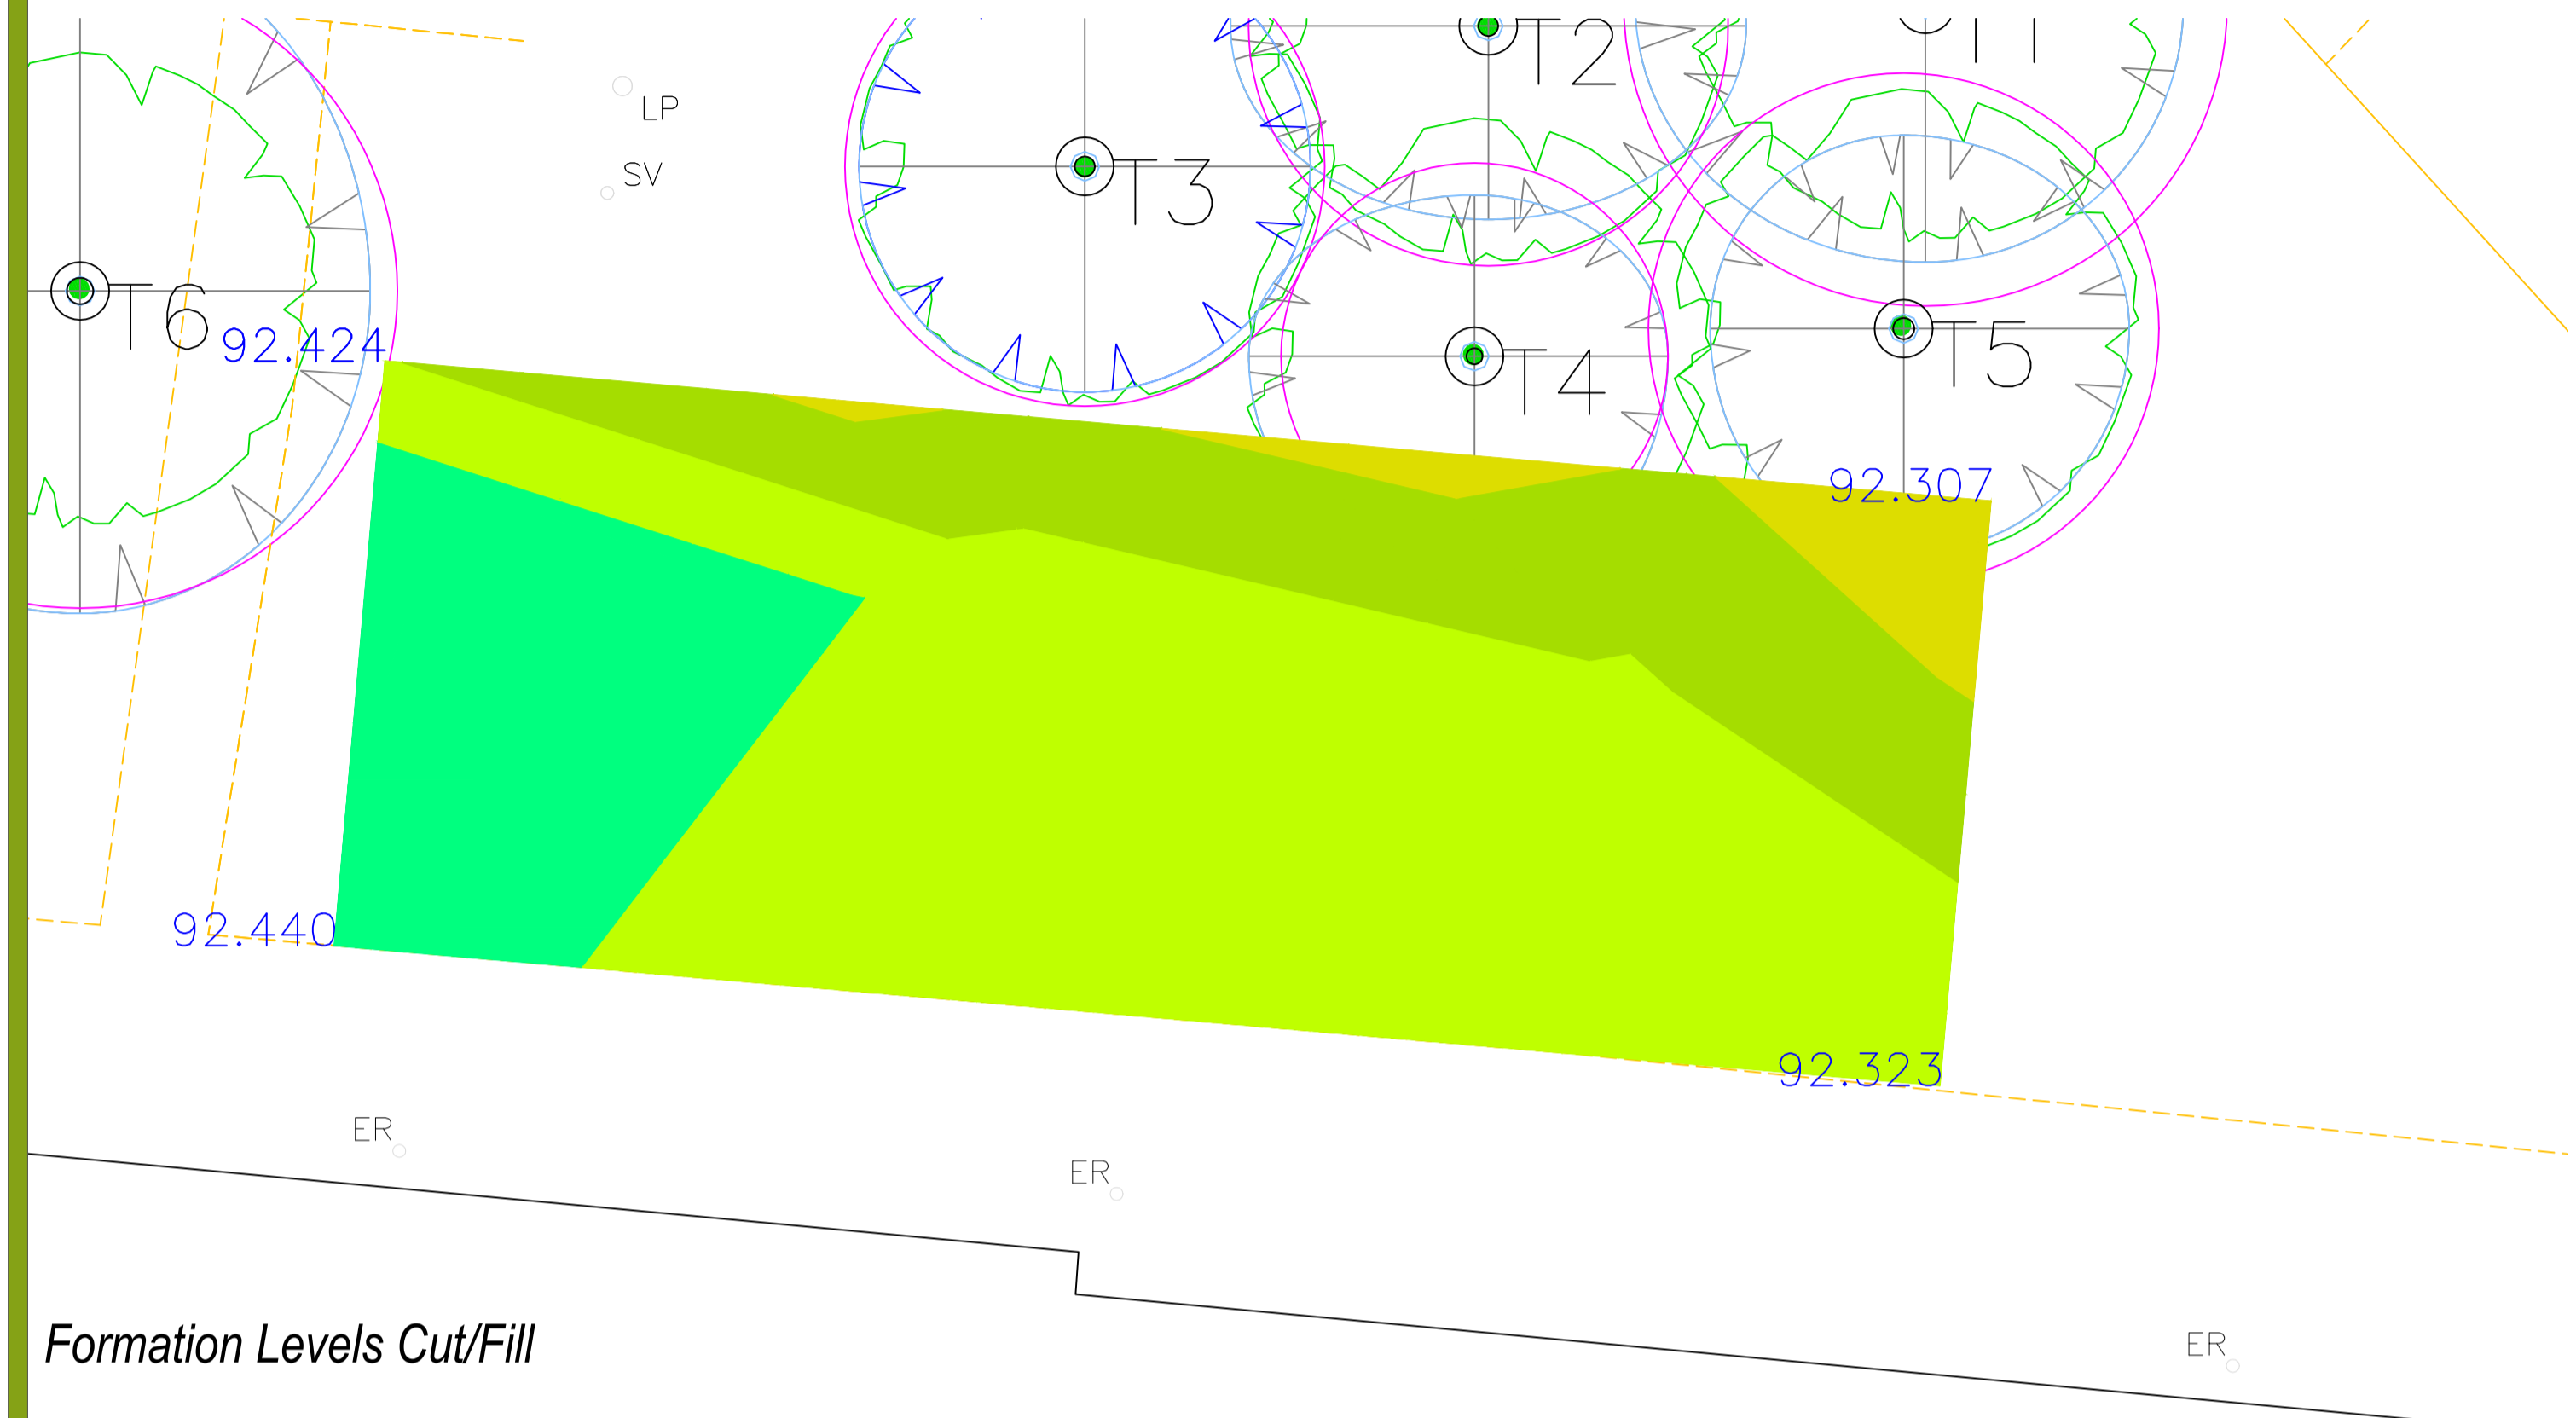 T2
T1
LP
SV
T3
T6
92.424
T4
T5
92.307
92.440
92.323
ER
ER
ER
Formation Levels Cut/Fill